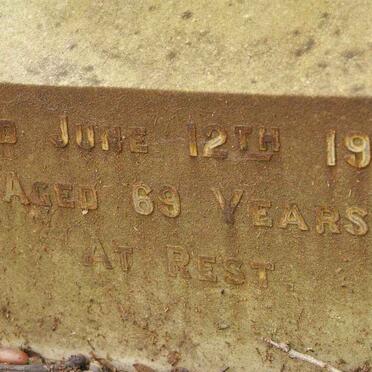 D JUNE 12TH 19
AGED 69 YEARS
AT REST